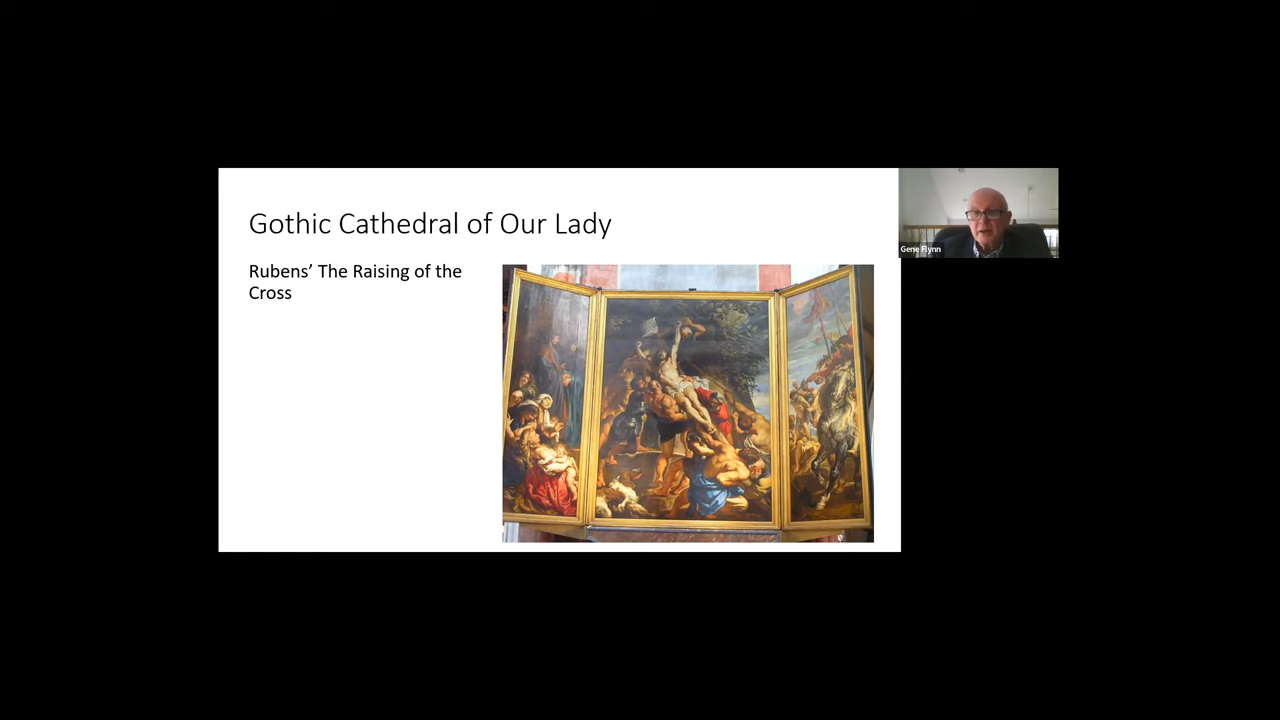 Gothic Cathedral of Our Lady
Rubens’ The Raising of the
Cross
Gene Flynn